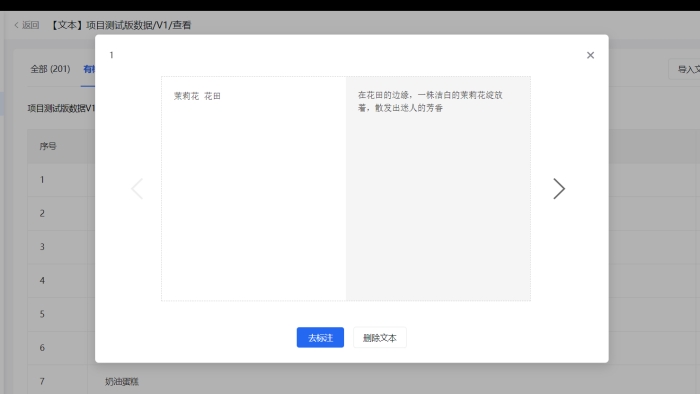 返回 【文本】项目测试版数据/V1/查看
1
全部 (201) 有标
导入文
项目测试版数据V1
茉莉花 花田
在花田的边缘，一株洁白的茉莉花绽放
着，散发出迷人的芳香
序号
1
2
3
4
5
6
7 奶油蛋糕
去标注 删除文本